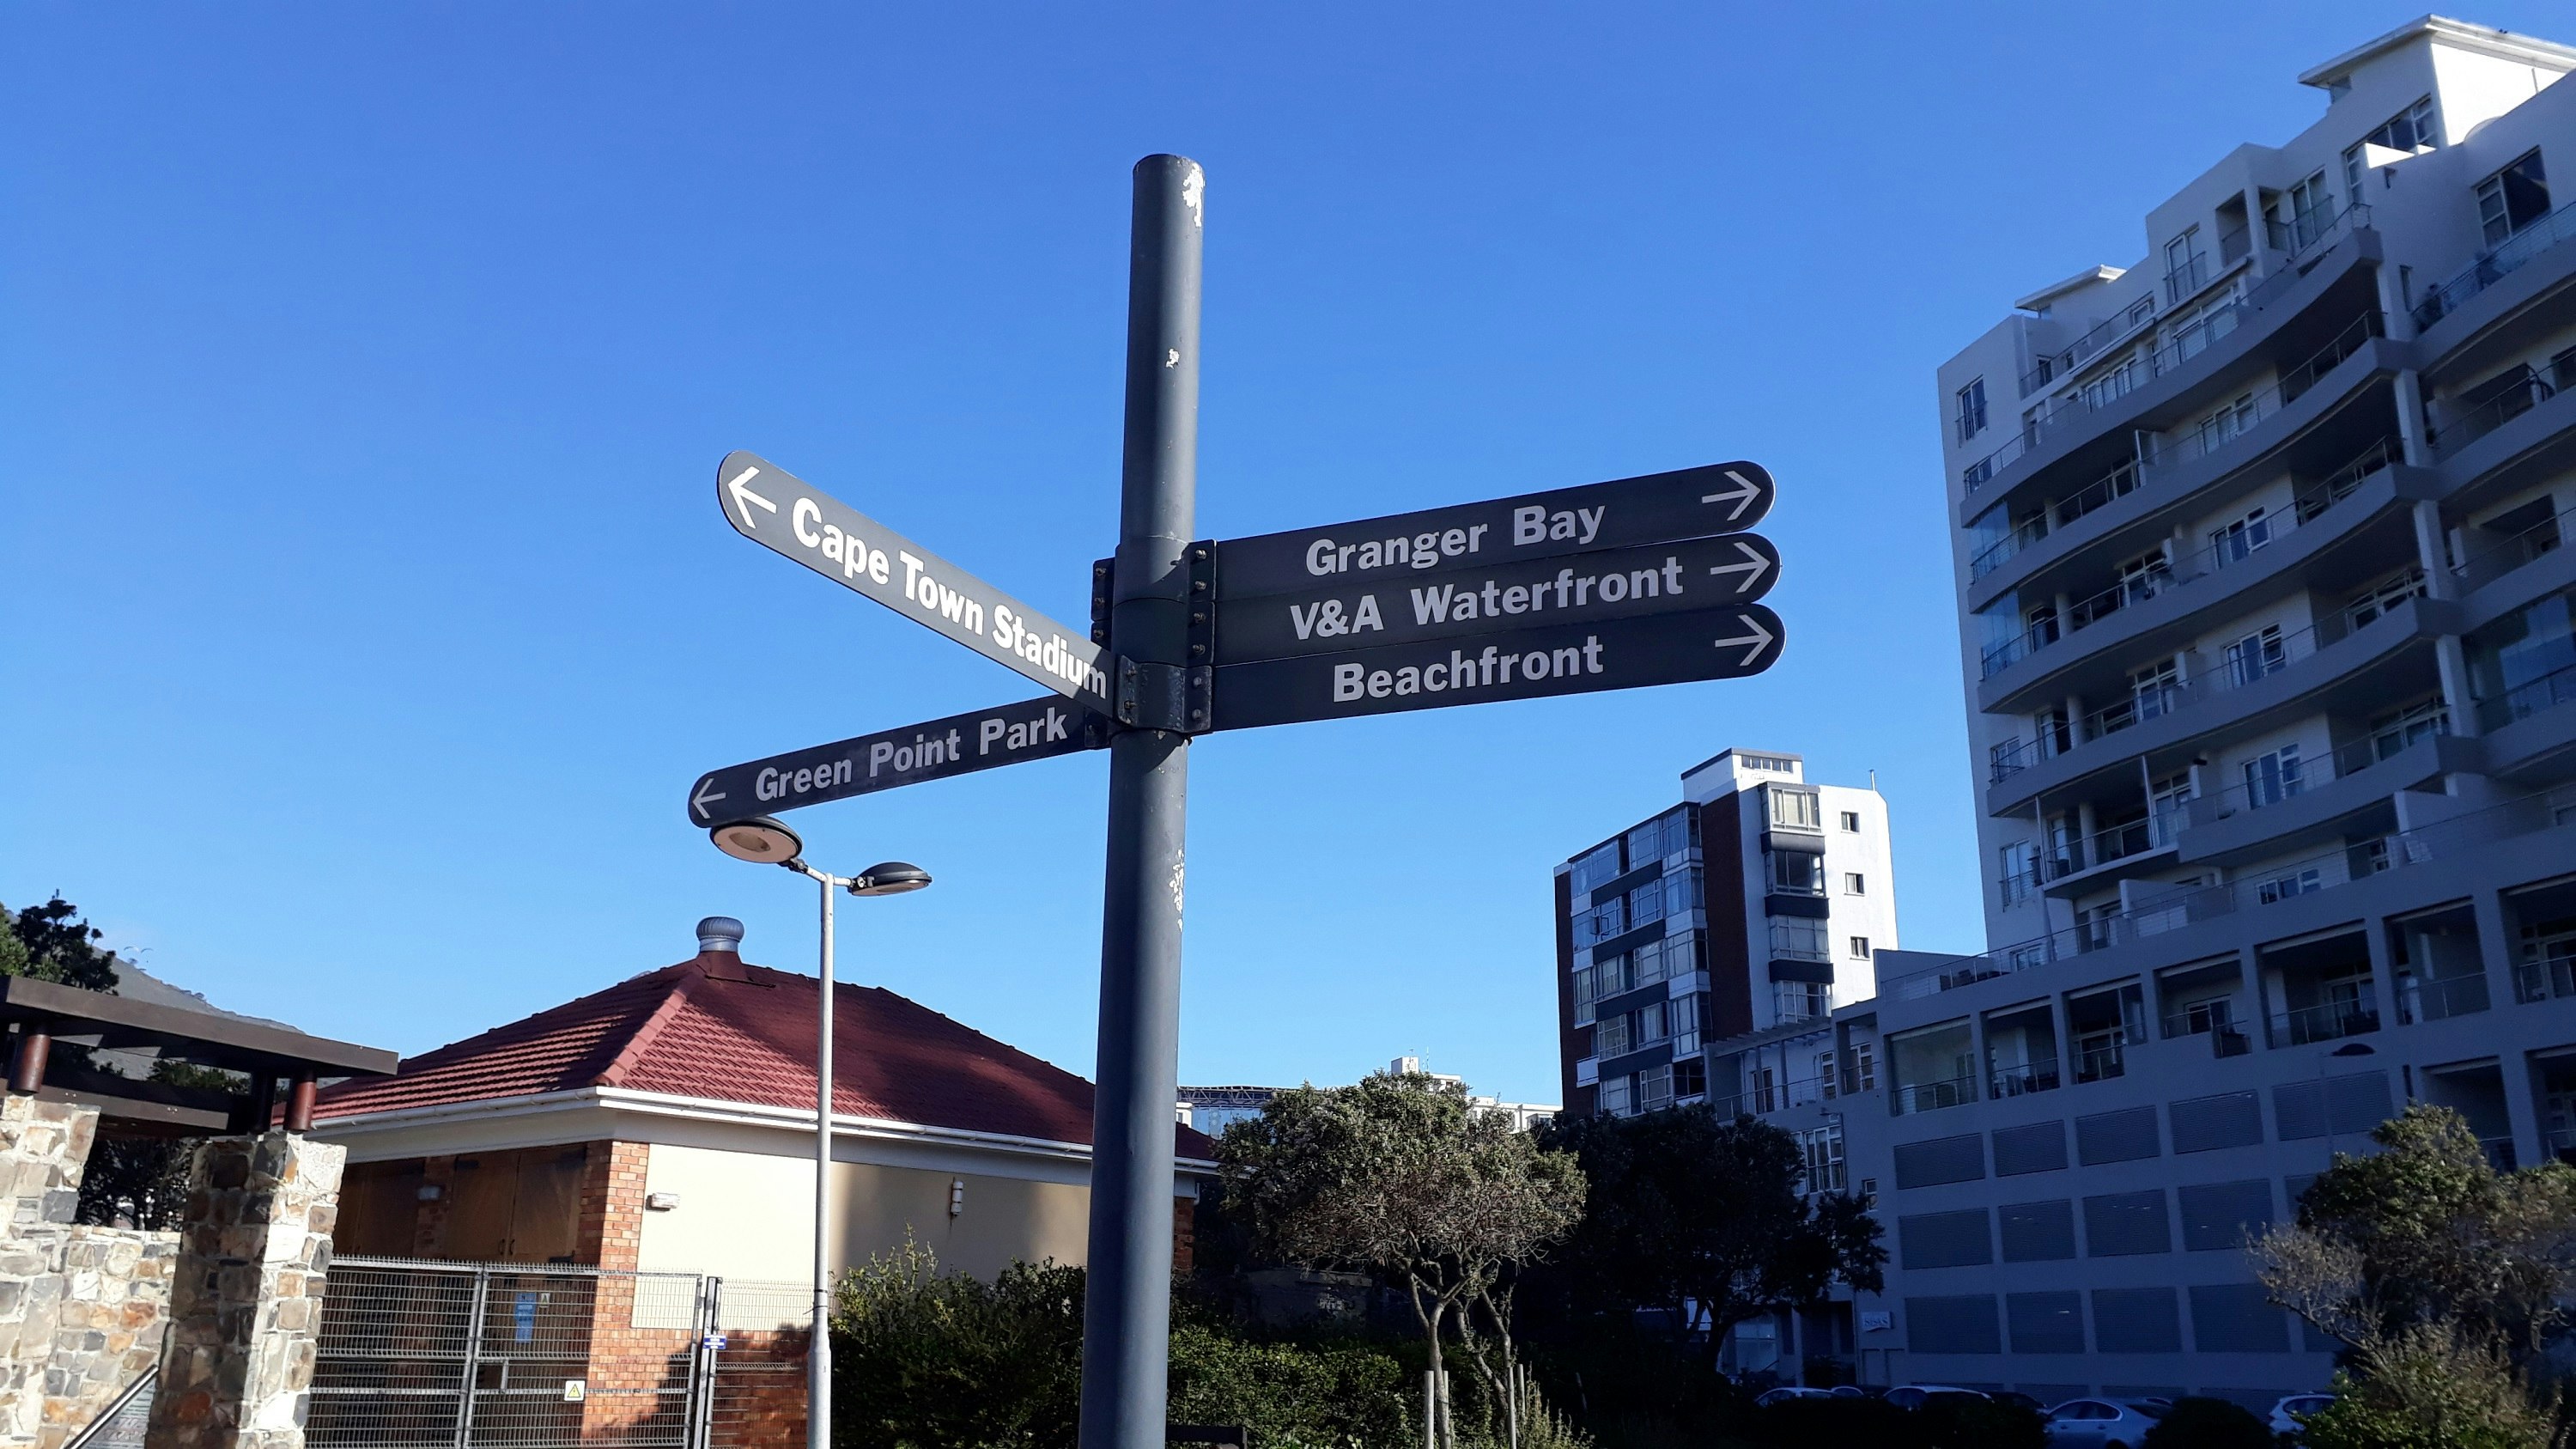 Cape Town Stadium
Green Point Park
Granger Bay
V&A Waterfront
Beachfront